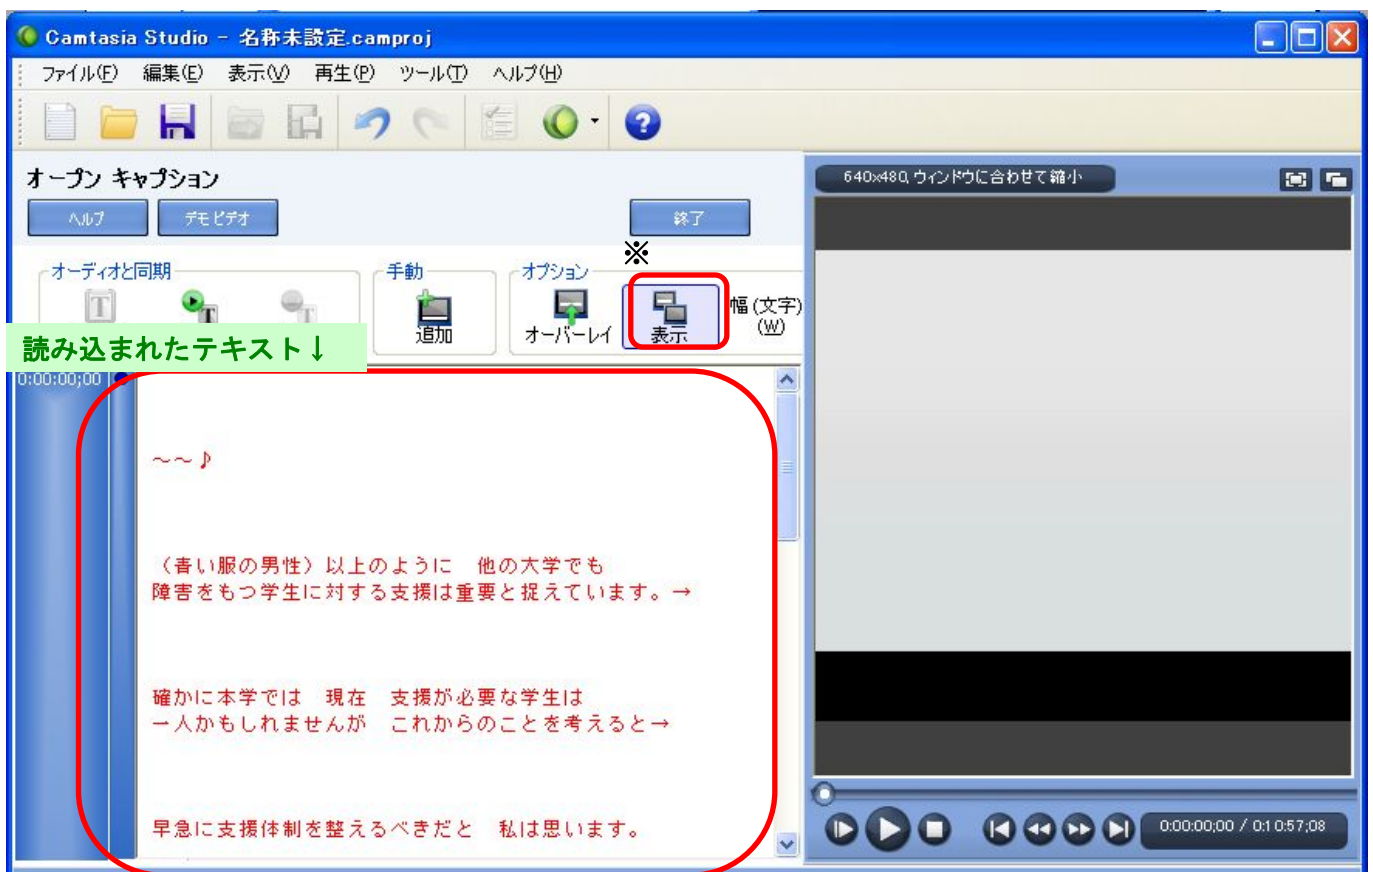 Camtasia Studio - 名称未設定.camproj
ファイル(F) 編集(E) 表示(V) 再生(P) ツール(T) ヘルプ(H)
オープン キャプション
ヘルプ デモ ビデオ 終了
※
オーディオと同期 手動 オプション
追加 オーバーレイ 表示 幅 (文字)
(W)
読み込まれたテキスト↓
0:00:00;00
～～♪
（青い服の男性）以上のように　他の大学でも
障害をもつ学生に対する支援は重要と捉えています。→
確かに本学では　現在　支援が必要な学生は
一人かもしれませんが　これからのことを考えると→
早急に支援体制を整えるべきだと　私は思います。
640x480, ウィンドウに合わせて縮小
0:00:00;00 / 0:10:57;08